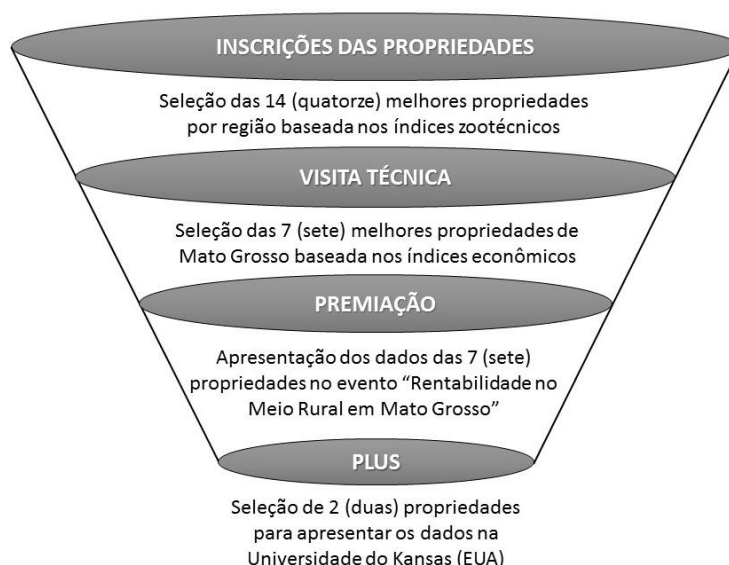 INSCRIÇÕES DAS PROPRIEDADES
Seleção das 14 (quatorze) melhores propriedades
por região baseada nos índices zootécnicos
VISITA TÉCNICA
Seleção das 7 (sete) melhores propriedades de
Mato Grosso baseada nos índices econômicos
PREMIAÇÃO
Apresentação dos dados das 7 (sete)
propriedades no evento “Rentabilidade no
Meio Rural em Mato Grosso”
PLUS
Seleção de 2 (duas) propriedades
para apresentar os dados na
Universidade do Kansas (EUA)